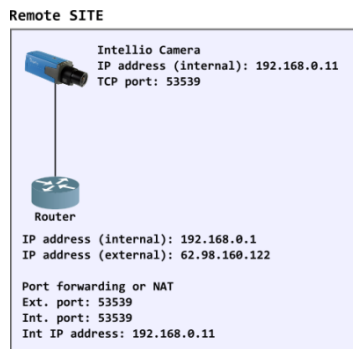 Remote SITE
Intellio Camera
IP address (internal): 192.168.0.11
TCP port: 53539
Router
IP address (internal): 192.168.0.1
IP address (external): 62.98.160.122
Port forwarding or NAT
Ext. port: 53539
Int. port: 53539
Int IP address: 192.168.0.11